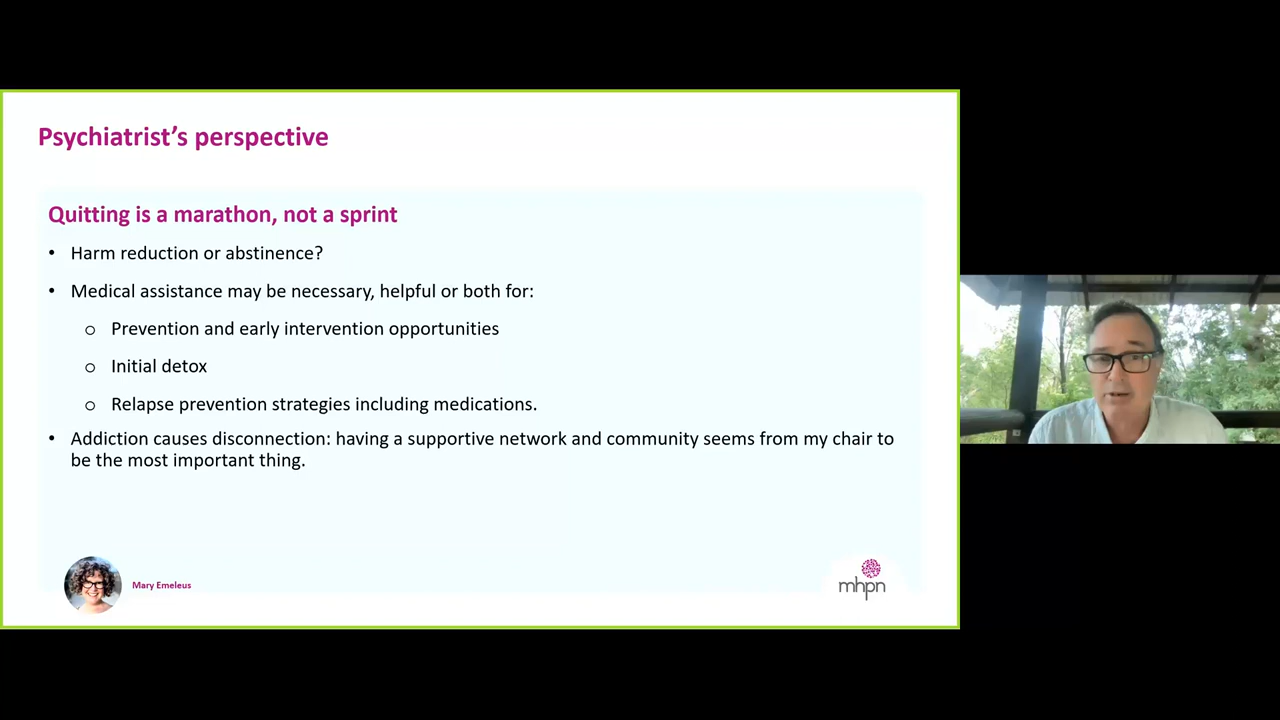 Psychiatrist’s perspective
Quitting is a marathon, not a sprint
• Harm reduction or abstinence?
• Medical assistance may be necessary, helpful or both for:
o Prevention and early intervention opportunities
o Initial detox
o Relapse prevention strategies including medications.
• Addiction causes disconnection: having a supportive network and community seems from my chair to
be the most important thing.
Mary Emeleus
mhpn